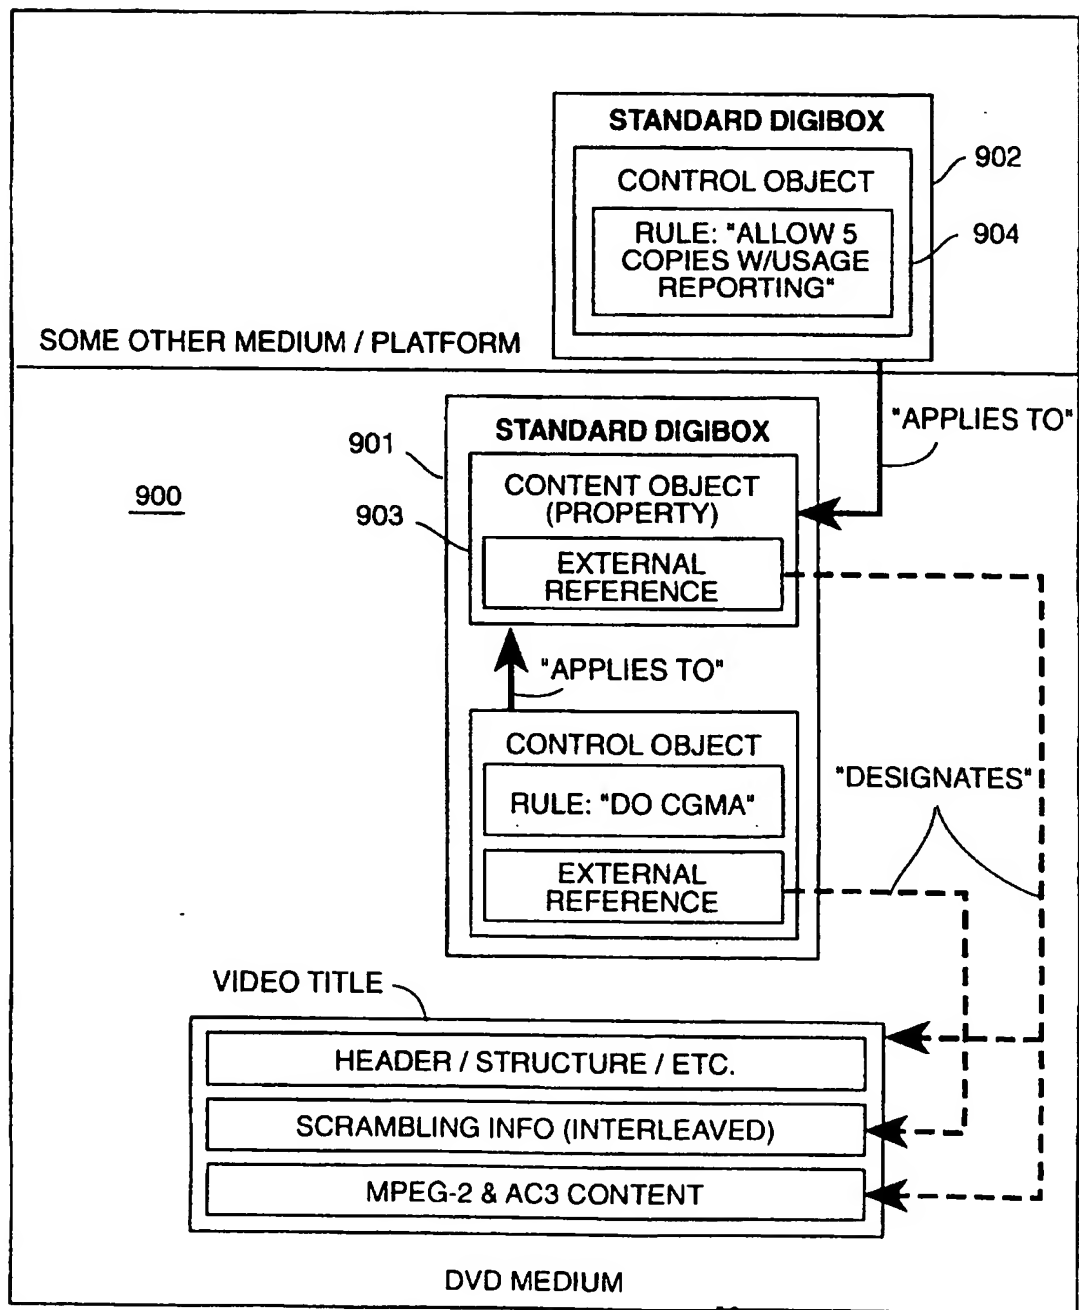 STANDARD DIGIBOX
902
CONTROL OBJECT
RULE: "ALLOW 5
COPIES W/USAGE
REPORTING"
904
SOME OTHER MEDIUM / PLATFORM
"APPLIES TO"
901
STANDARD DIGIBOX
900
CONTENT OBJECT
(PROPERTY)
903
EXTERNAL
REFERENCE
"APPLIES TO"
CONTROL OBJECT
RULE: "DO CGMA"
"DESIGNATES"
EXTERNAL
REFERENCE
VIDEO TITLE
HEADER / STRUCTURE / ETC.
SCRAMBLING INFO (INTERLEAVED)
MPEG-2 & AC3 CONTENT
DVD MEDIUM